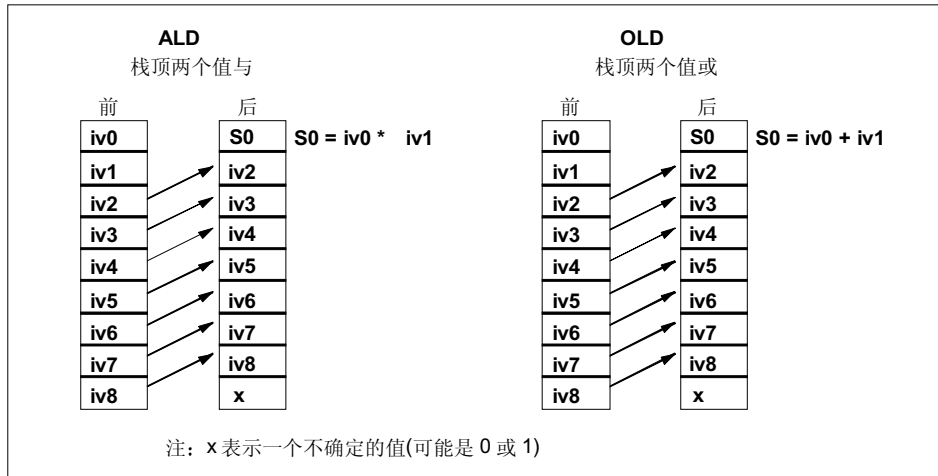 ALD
栈顶两个值与
前 后
iv0 S0 S0 = iv0 * iv1
iv1 iv2
iv2 iv3
iv3 iv4
iv4 iv5
iv5 iv6
iv6 iv7
iv7 iv8
iv8 x
OLD
栈顶两个值或
前 后
iv0 S0 S0 = iv0 + iv1
iv1 iv2
iv2 iv3
iv3 iv4
iv4 iv5
iv5 iv6
iv6 iv7
iv7 iv8
iv8 x
注：x 表示一个不确定的值(可能是 0 或 1)